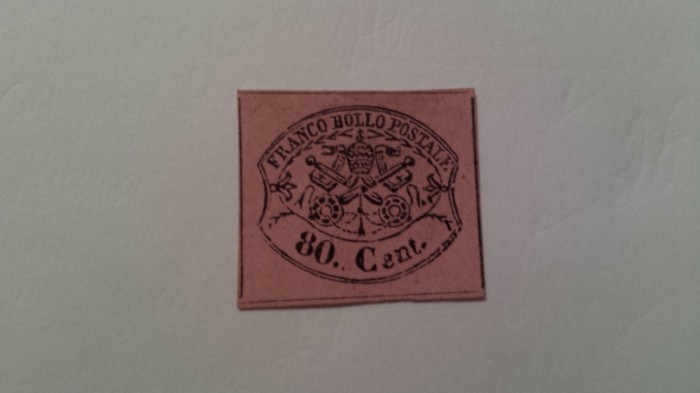 FRANCO BOLLO POSTALE
80. Cent.